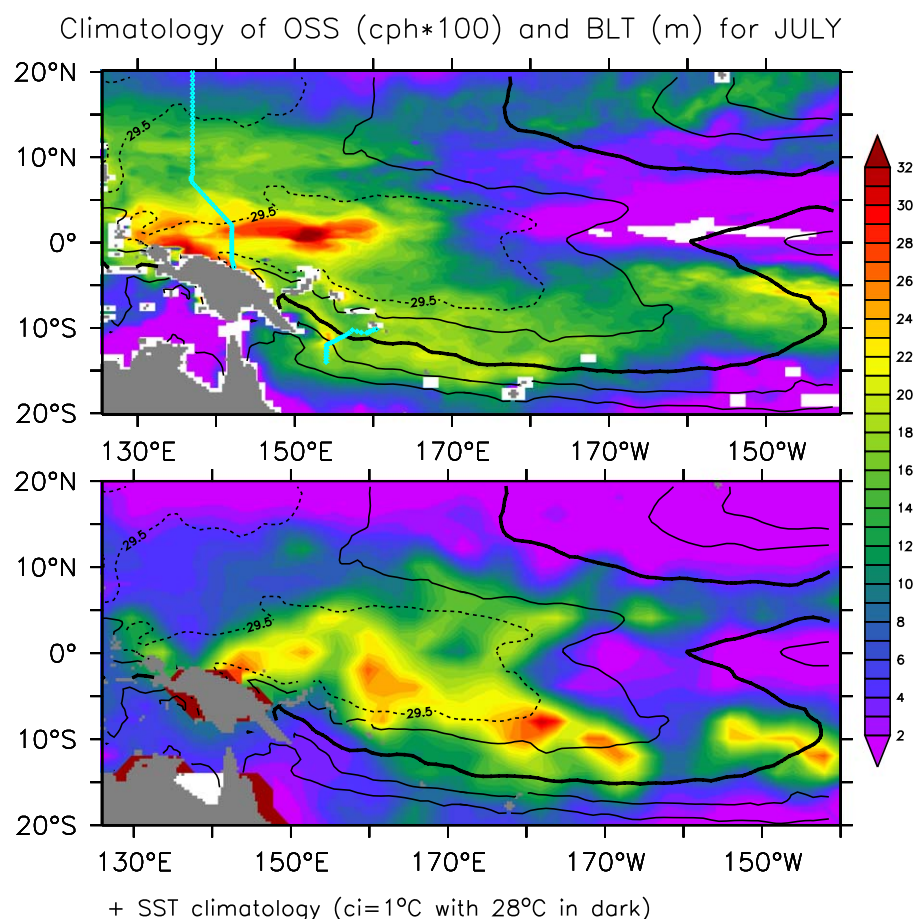 Climatology of OSS (cph*100) and BLT (m) for JULY
20°N
10°N
0°
10°S
20°S
29.5
29.5
29.5
130°E 150°E 170°E 170°W 150°W
32
30
28
26
24
22
20
18
16
14
12
10
8
6
4
2
20°N
10°N
0°
10°S
20°S
29.5
29.5
29.5
130°E 150°E 170°E 170°W 150°W
+ SST climatology (ci=1°C with 28°C in dark)